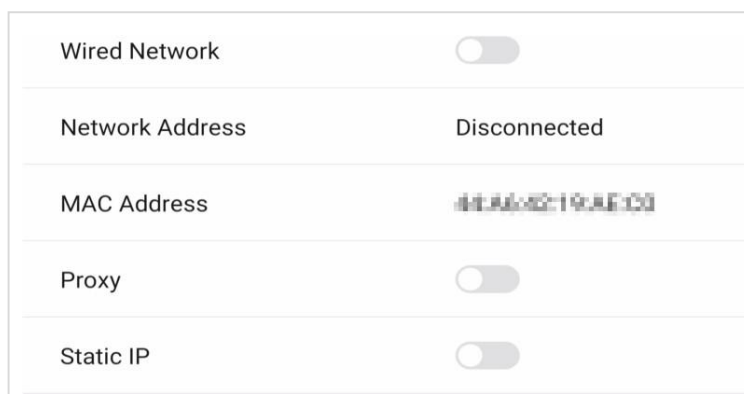 Wired Network
Network Address Disconnected
MAC Address
Proxy
Static IP